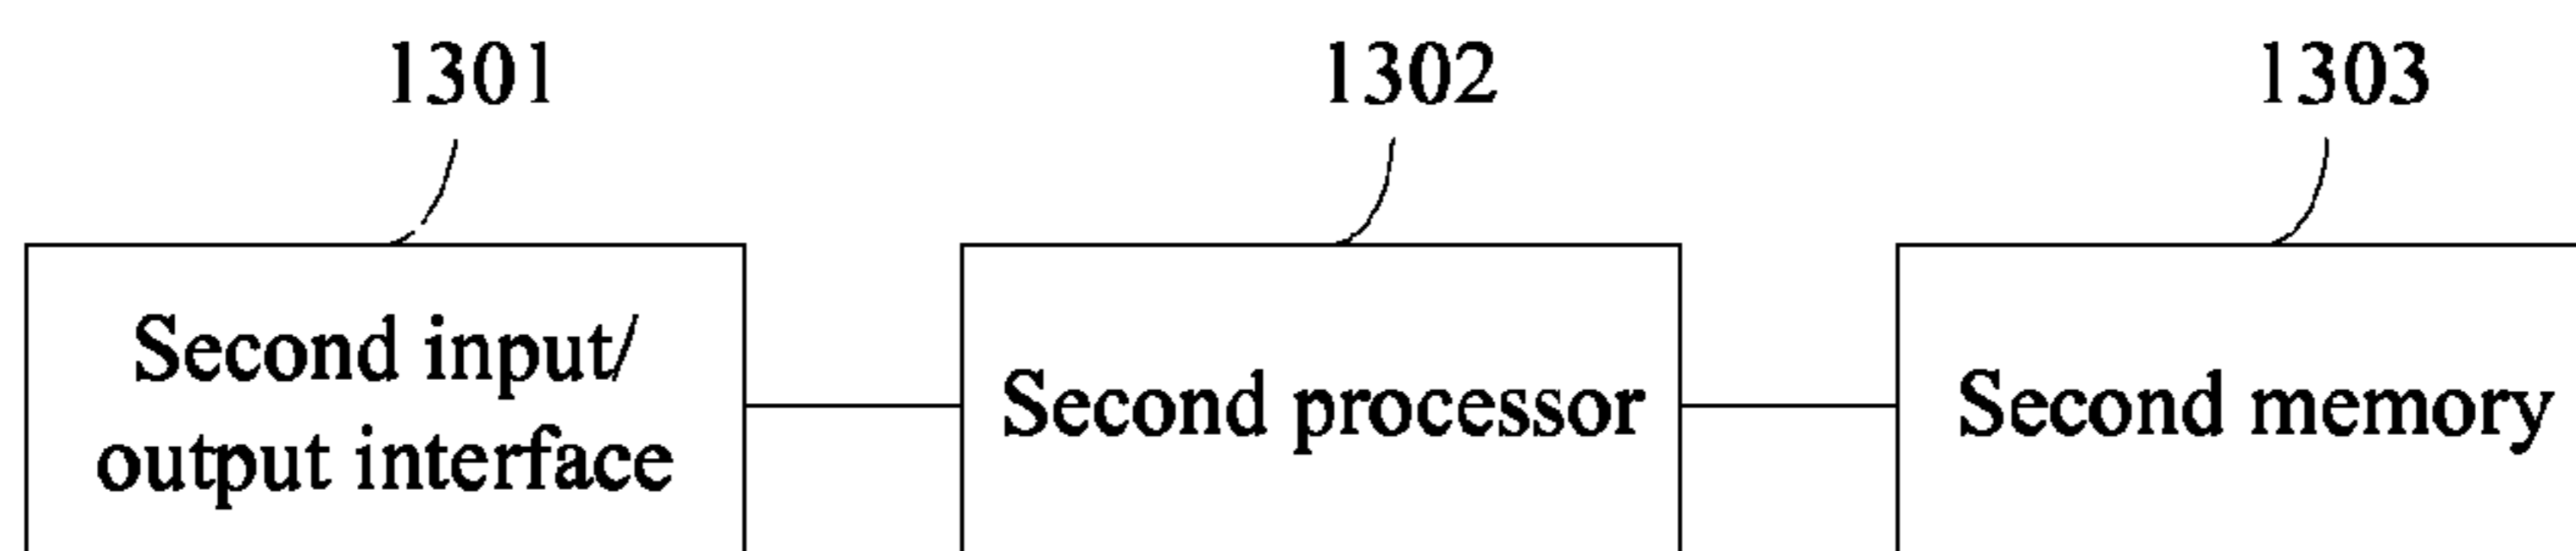 1301
1302
1303
Second input/
output interface
Second processor
Second memory